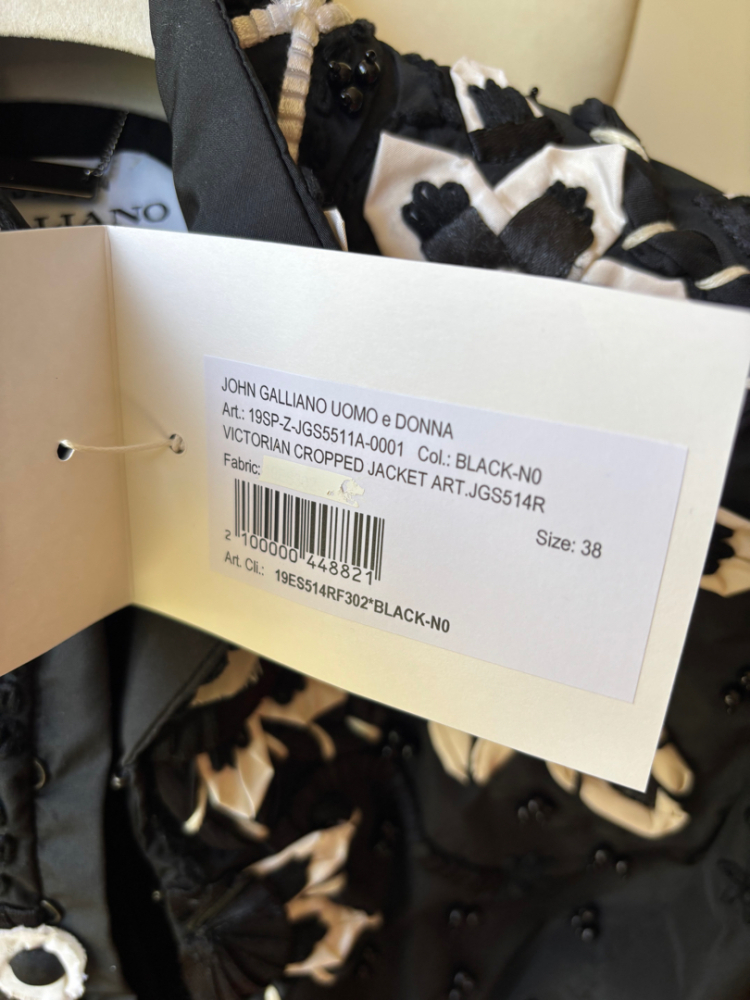 LLIANO
JOHN GALLIANO UOMO e DONNA
Art.: 19SP-Z-JGS5511A-0001 Col.: BLACK-N0
VICTORIAN CROPPED JACKET ART.JGS514R
Fabric:
Size: 38
2 100000 448821
Art. Cli.: 19ES514RF302*BLACK-N0